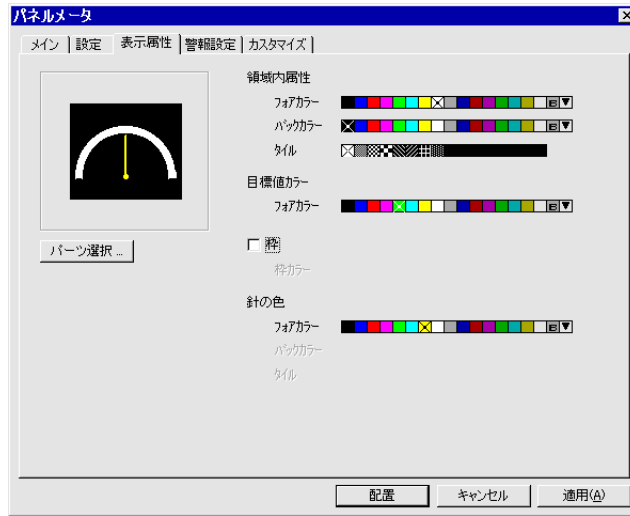 パネルメータ
メイン 設定 表示属性 警報設定 カスタマイズ
領域内属性
フォアカラー
バックカラー
タイル
目標値カラー
フォアカラー
パーツ選択 ...
枠
枠カラー
針の色
フォアカラー
バックカラー
タイル
配置 キャンセル 適用(A)